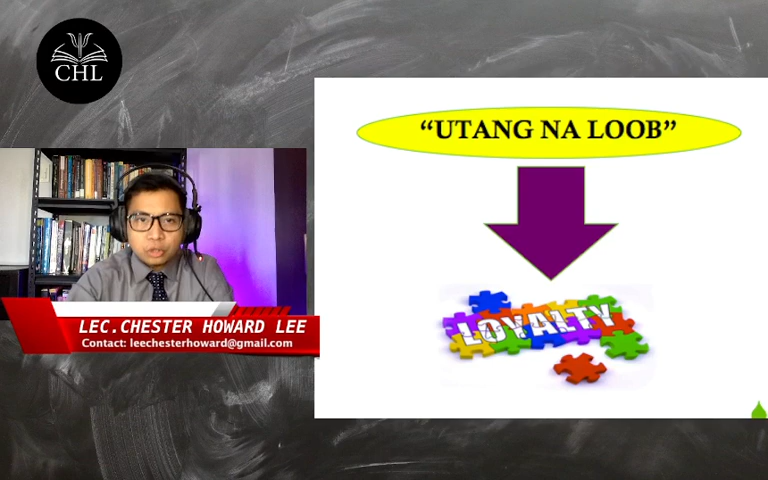 CHL
"UTANG NA LOOB"
LOYALTY
LEC.CHESTER HOWARD LEE
Contact: leechesterhoward@gmail.com